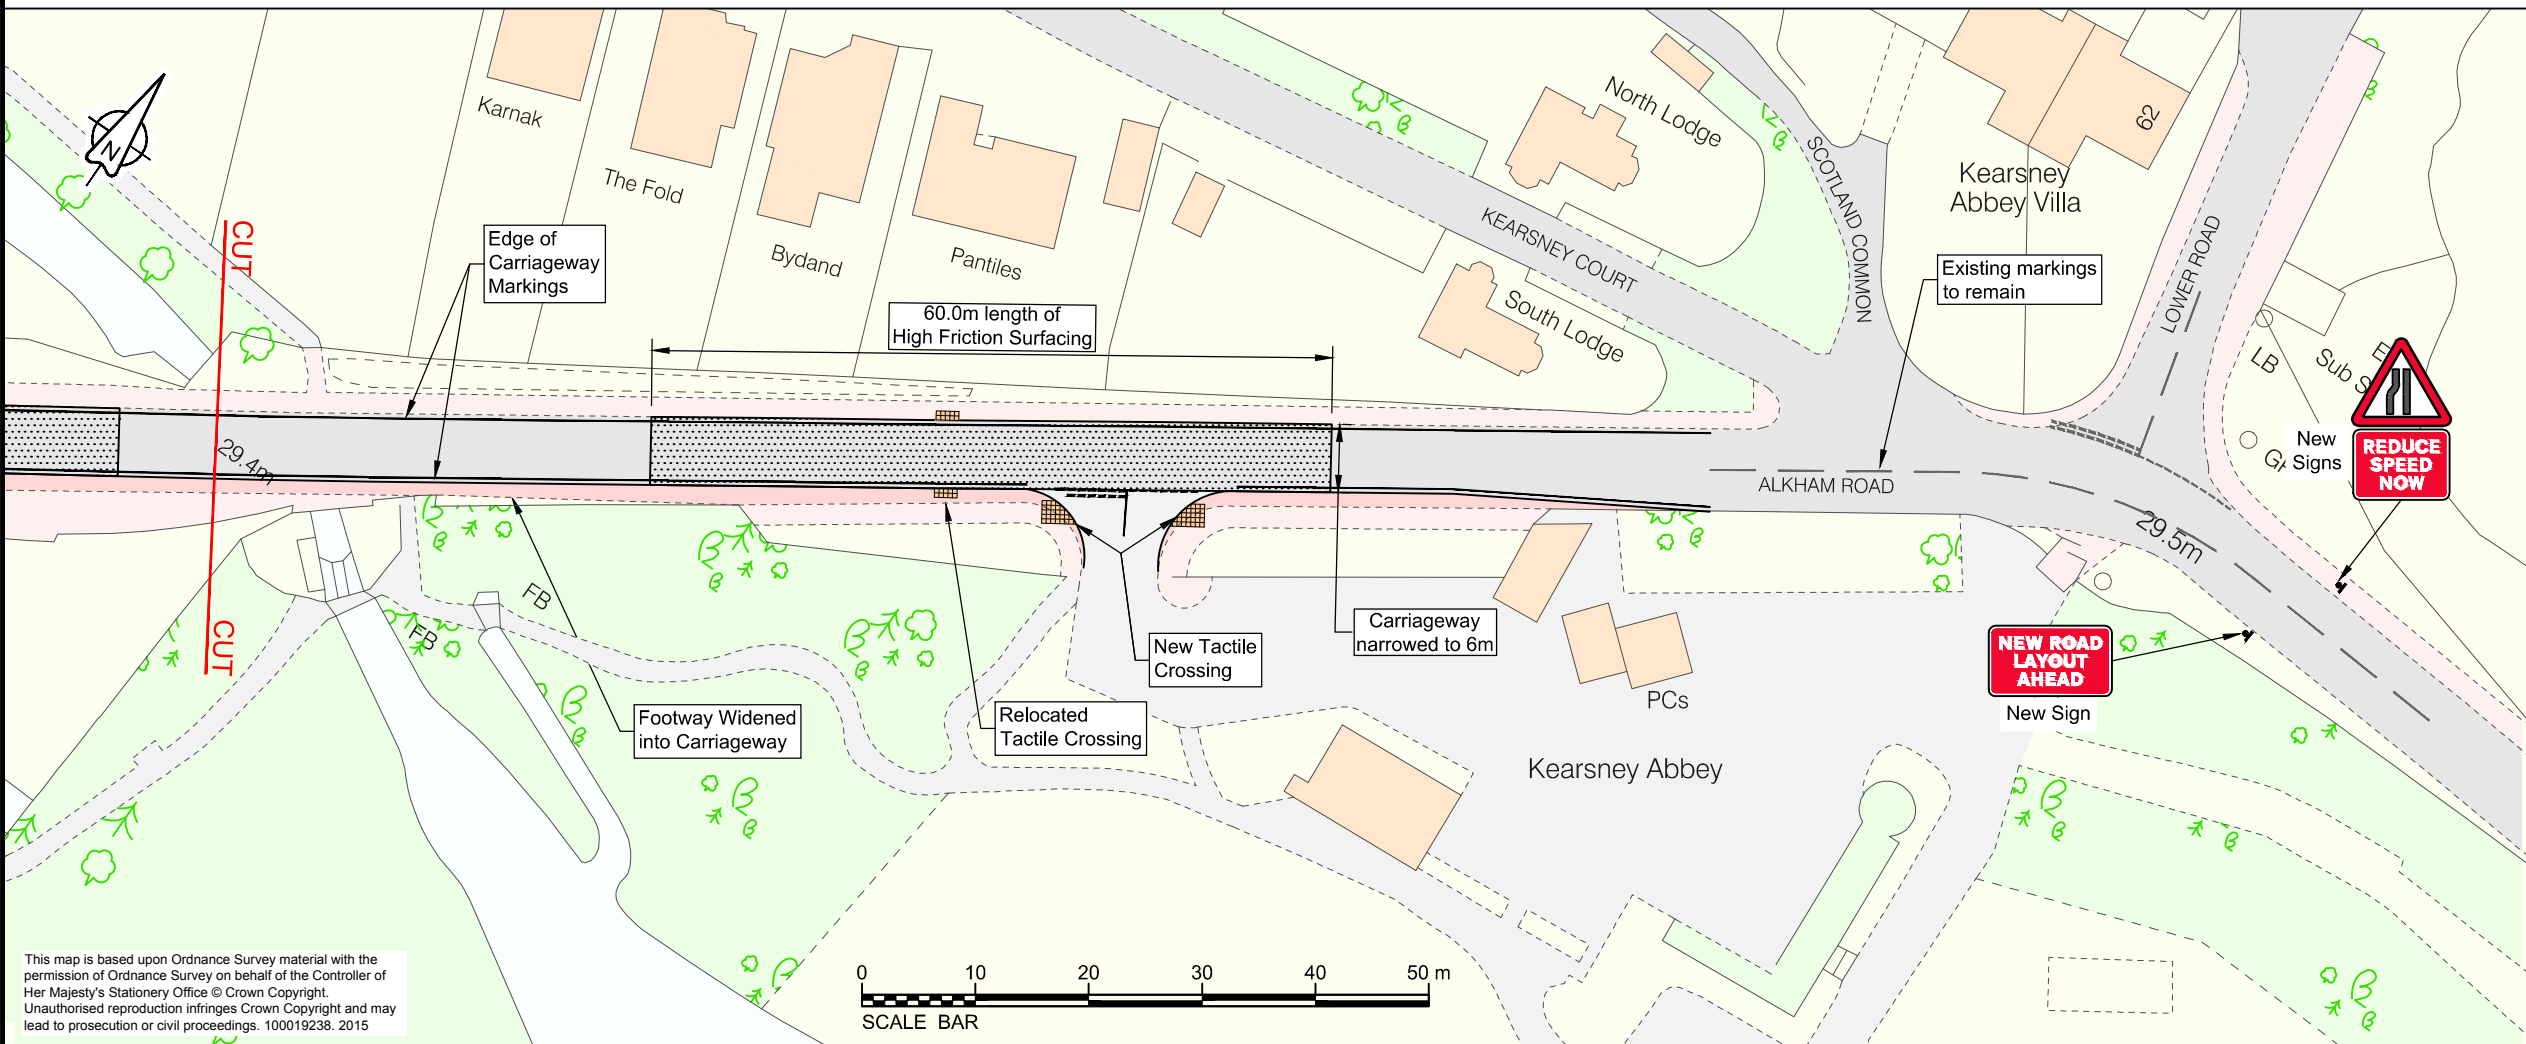 N
CUT
CUT
Karnak
The Fold
Bydand
Pantiles
North Lodge
South Lodge
KEARSNEY COURT
SCOTLAND COMMON
Kearsney
Abbey Villa
62
LOWER ROAD
LB
Sub S
Edge of
Carriageway
Markings
60.0m length of
High Friction Surfacing
Existing markings
to remain
New
Signs
REDUCE
SPEED
NOW
29.4m
ALKHAM ROAD
29.5m
FB
FB
Carriageway
narrowed to 6m
New Tactile
Crossing
Relocated
Tactile Crossing
Footway Widened
into Carriageway
PCs
Kearsney Abbey
NEW ROAD
LAYOUT
AHEAD
New Sign
0 10 20 30 40 50 m
SCALE BAR
This map is based upon Ordnance Survey material with the
permission of Ordnance Survey on behalf of the Controller of
Her Majesty's Stationery Office © Crown Copyright.
Unauthorised reproduction infringes Crown Copyright and may
lead to prosecution or civil proceedings. 100019238. 2015